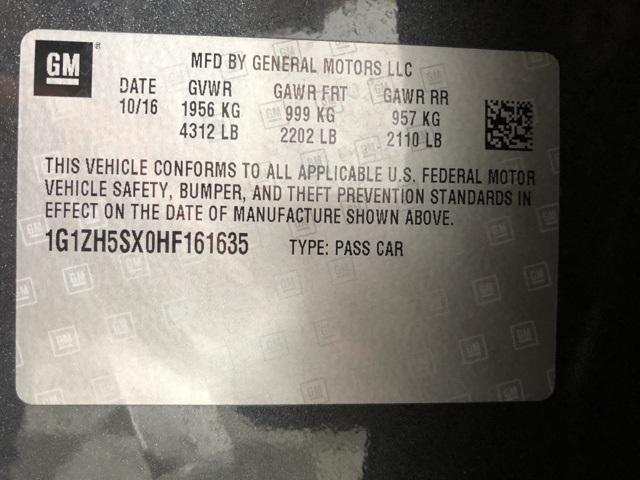 GM ®
MFD BY GENERAL MOTORS LLC
DATE GVWR GAWR FRT GAWR RR
10/16 1956 KG 999 KG 957 KG
4312 LB 2202 LB 2110 LB
THIS VEHICLE CONFORMS TO ALL APPLICABLE U.S. FEDERAL MOTOR
VEHICLE SAFETY, BUMPER, AND THEFT PREVENTION STANDARDS IN
EFFECT ON THE DATE OF MANUFACTURE SHOWN ABOVE.
1G1ZH5SX0HF161635 TYPE: PASS CAR